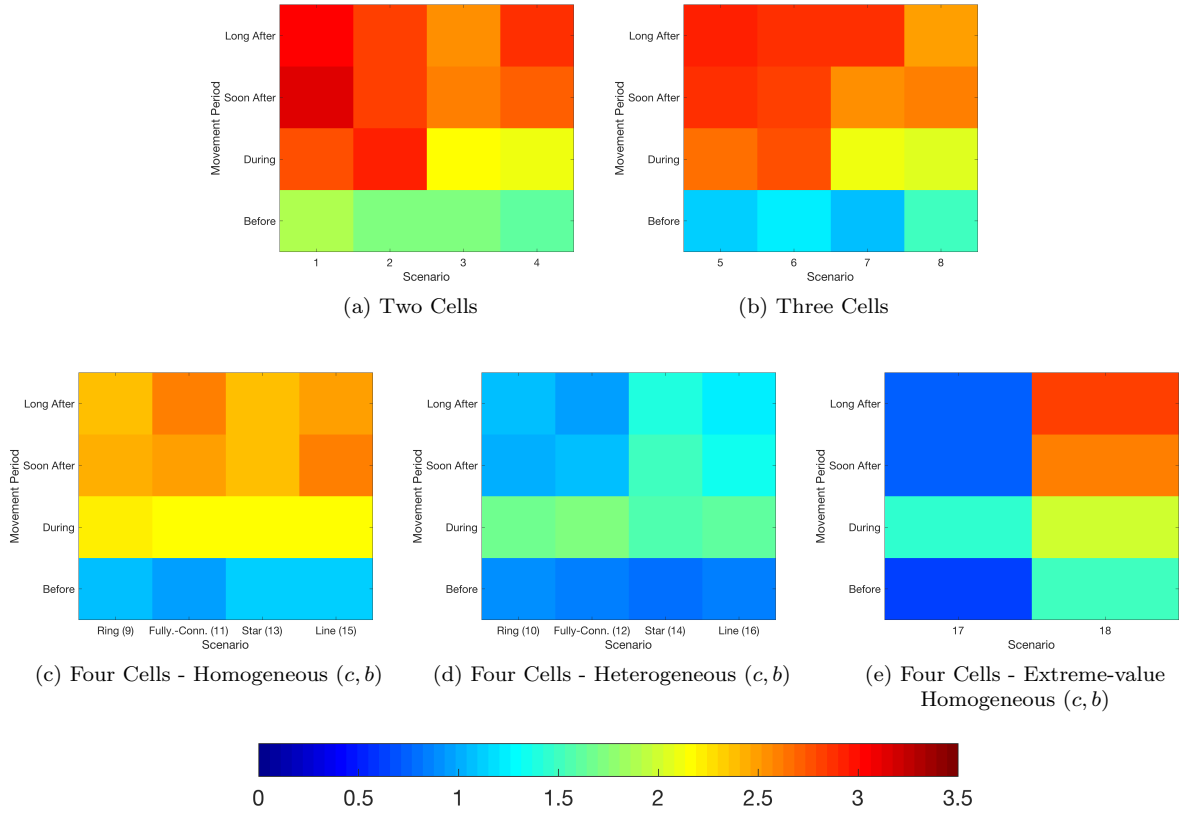 Long After
Soon After
During
Before
Movement Period
1 2 3 4
Scenario
(a) Two Cells
Long After
Soon After
During
Before
Movement Period
5 6 7 8
Scenario
(b) Three Cells
Long After
Soon After
During
Before
Movement Period
Ring (9) Fully.-Conn. (11) Star (13) Line (15)
Scenario
(c) Four Cells - Homogeneous (c, b)
Long After
Soon After
During
Before
Movement Period
Ring (10) Fully-Conn. (12) Star (14) Line (16)
Scenario
(d) Four Cells - Heterogeneous (c, b)
Long After
Soon After
During
Before
Movement Period
17 18
Scenario
(e) Four Cells - Extreme-value
Homogeneous (c, b)
0 0.5 1 1.5 2 2.5 3 3.5